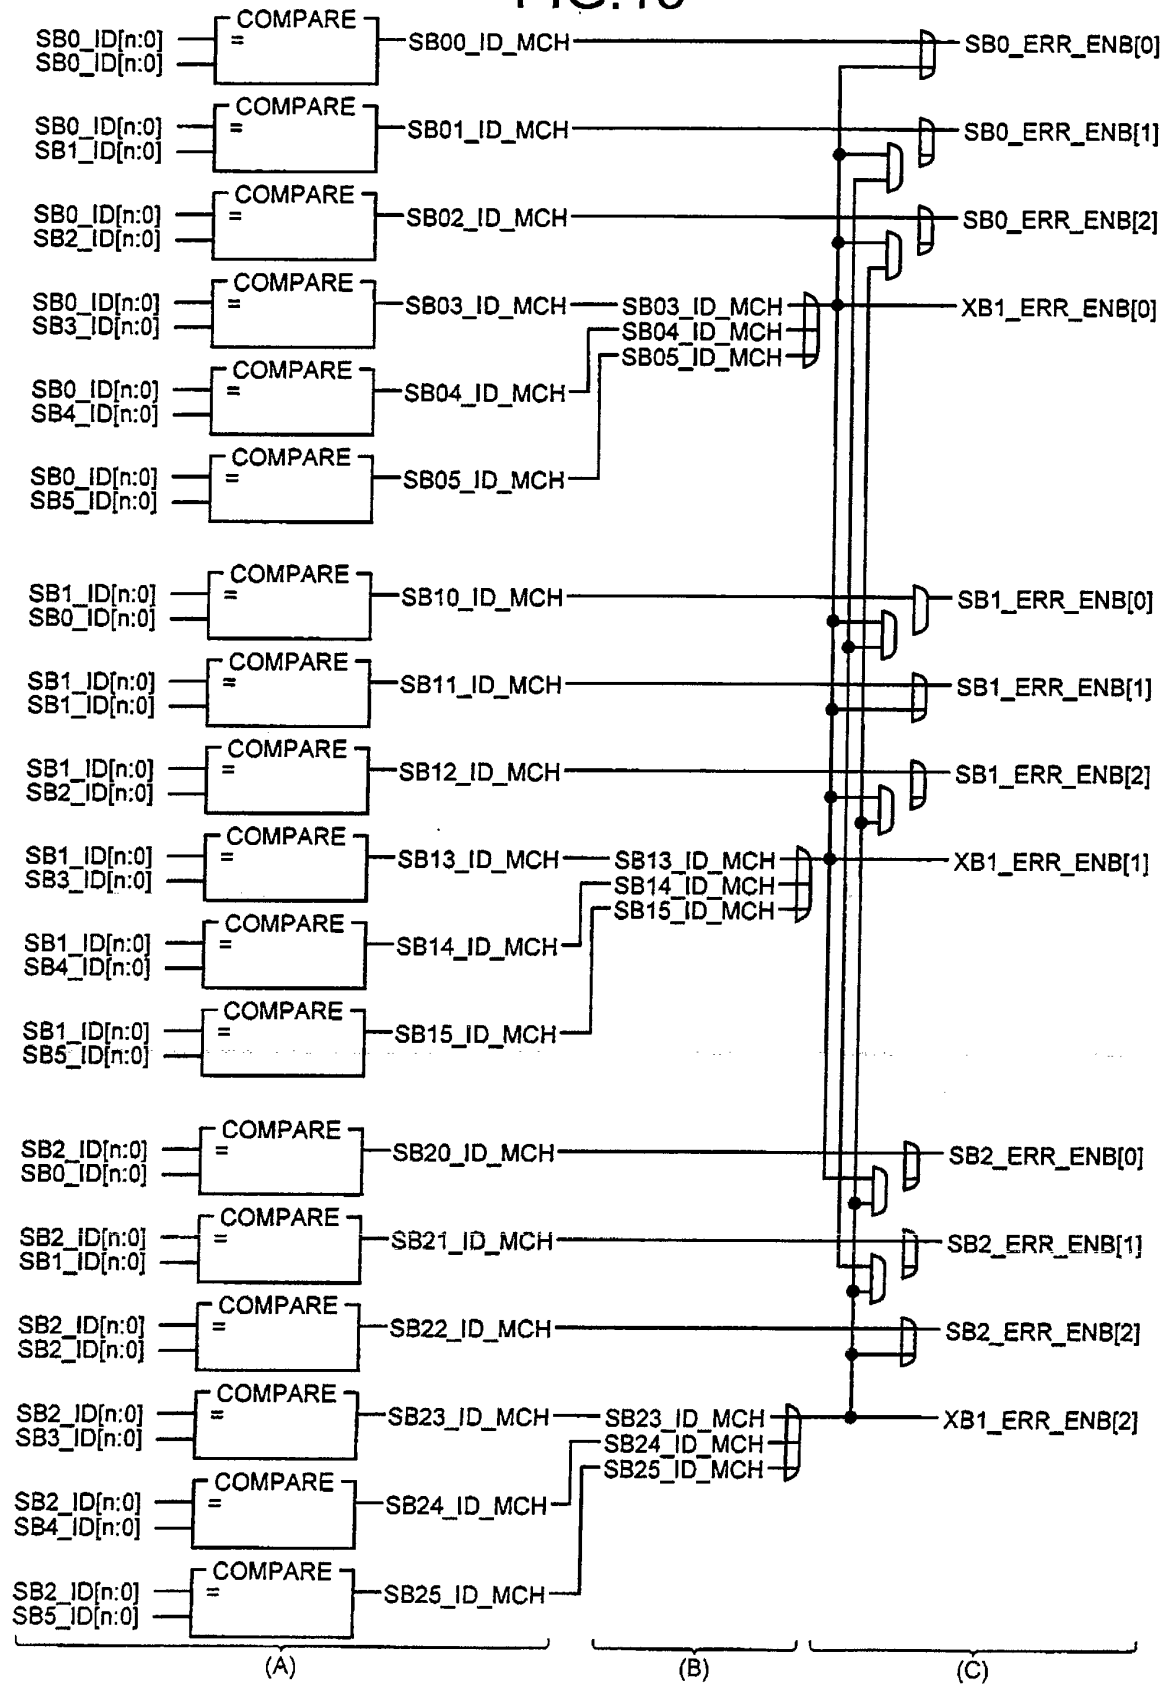 COMPARE
SB0_ID[n:0]
SB0_ID[n:0]
=
SB00_ID_MCH
SB0_ERR_ENB[0]
COMPARE
SB0_ID[n:0]
SB1_ID[n:0]
=
SB01_ID_MCH
SB0_ERR_ENB[1]
COMPARE
SB0_ID[n:0]
SB2_ID[n:0]
=
SB02_ID_MCH
SB0_ERR_ENB[2]
COMPARE
SB0_ID[n:0]
SB3_ID[n:0]
=
SB03_ID_MCH
SB03_ID_MCH
SB04_ID_MCH
SB05_ID_MCH
XB1_ERR_ENB[0]
COMPARE
SB0_ID[n:0]
SB4_ID[n:0]
=
SB04_ID_MCH
COMPARE
SB0_ID[n:0]
SB5_ID[n:0]
=
SB05_ID_MCH
COMPARE
SB1_ID[n:0]
SB0_ID[n:0]
=
SB10_ID_MCH
SB1_ERR_ENB[0]
COMPARE
SB1_ID[n:0]
SB1_ID[n:0]
=
SB11_ID_MCH
SB1_ERR_ENB[1]
COMPARE
SB1_ID[n:0]
SB2_ID[n:0]
=
SB12_ID_MCH
SB1_ERR_ENB[2]
COMPARE
SB1_ID[n:0]
SB3_ID[n:0]
=
SB13_ID_MCH
SB13_ID_MCH
SB14_ID_MCH
SB15_ID_MCH
XB1_ERR_ENB[1]
COMPARE
SB1_ID[n:0]
SB4_ID[n:0]
=
SB14_ID_MCH
COMPARE
SB1_ID[n:0]
SB5_ID[n:0]
=
SB15_ID_MCH
COMPARE
SB2_ID[n:0]
SB0_ID[n:0]
=
SB20_ID_MCH
SB2_ERR_ENB[0]
COMPARE
SB2_ID[n:0]
SB1_ID[n:0]
=
SB21_ID_MCH
SB2_ERR_ENB[1]
COMPARE
SB2_ID[n:0]
SB2_ID[n:0]
=
SB22_ID_MCH
SB2_ERR_ENB[2]
COMPARE
SB2_ID[n:0]
SB3_ID[n:0]
=
SB23_ID_MCH
SB23_ID_MCH
SB24_ID_MCH
SB25_ID_MCH
XB1_ERR_ENB[2]
COMPARE
SB2_ID[n:0]
SB4_ID[n:0]
=
SB24_ID_MCH
COMPARE
SB2_ID[n:0]
SB5_ID[n:0]
=
SB25_ID_MCH
(A)
(B)
(C)